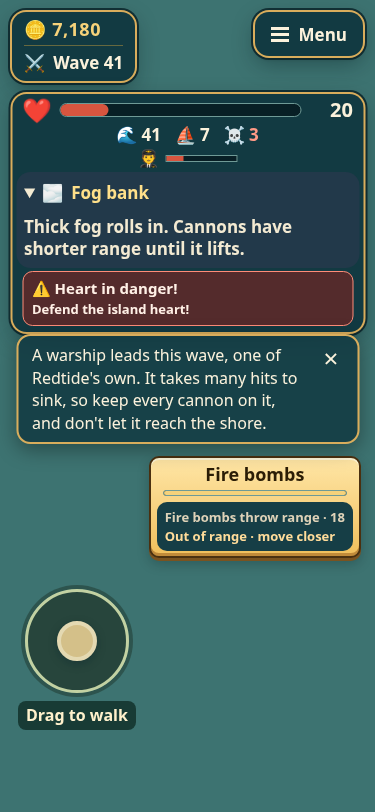 7,180
Wave 41
Menu
20
41 7 3
Fog bank
Thick fog rolls in. Cannons have
shorter range until it lifts.
Heart in danger!
Defend the island heart!
A warship leads this wave, one of
Redtide's own. It takes many hits to
sink, so keep every cannon on it,
and don't let it reach the shore.
Fire bombs
Fire bombs throw range · 18
Out of range · move closer
Drag to walk